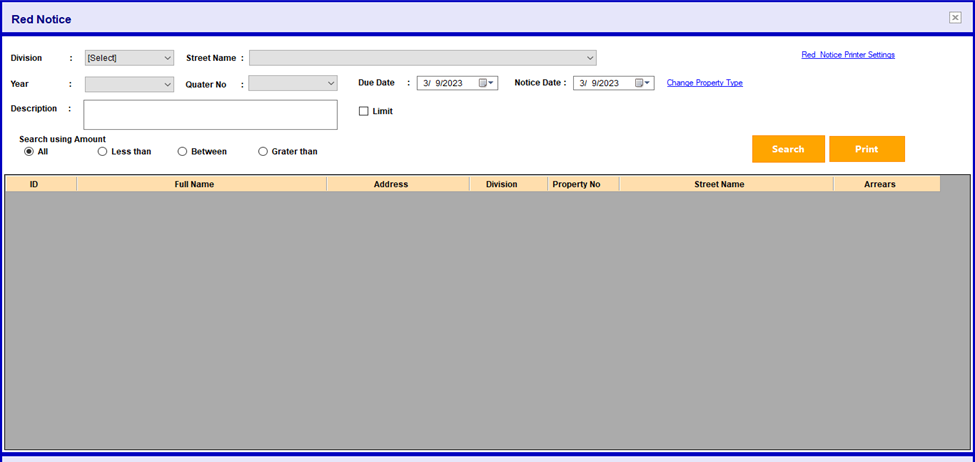 Red Notice
Division : [Select] Street Name : Red Notice Printer Settings
Year : Quater No : Due Date : 3/ 9/2023 Notice Date : 3/ 9/2023 Change Property Type
Description : Limit
Search using Amount
All Less than Between Grater than Search Print
ID Full Name Address Division Property No Street Name Arrears